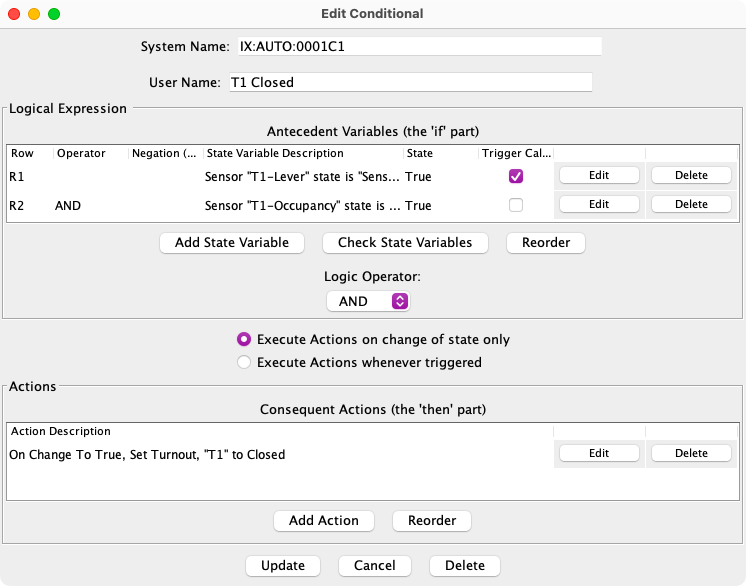 Edit Conditional
System Name: IX:AUTO:0001C1
User Name: T1 Closed
Logical Expression
Antecedent Variables (the 'if' part)
Row Operator Negation (... State Variable Description State Trigger Cal...
R1 Sensor "T1-Lever" state is "Sens... True Edit Delete
R2 AND Sensor "T1-Occupancy" state is ... True Edit Delete
Add State Variable Check State Variables Reorder
Logic Operator:
AND
Execute Actions on change of state only
Execute Actions whenever triggered
Actions
Consequent Actions (the 'then' part)
Action Description
On Change To True, Set Turnout, "T1" to Closed Edit Delete
Add Action Reorder
Update Cancel Delete